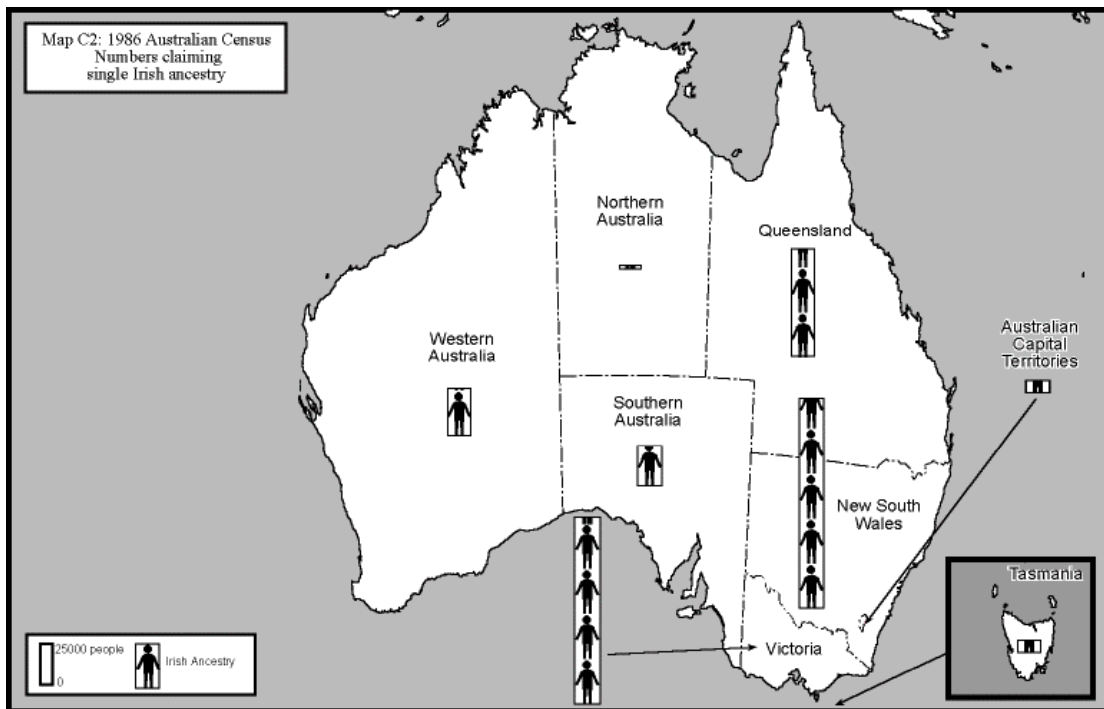 Map C2: 1986 Australian Census
Numbers claiming
single Irish ancestry
Northern
Australia
Queensland
Western
Australia
Australian
Capital
Territories
Southern
Australia
New South
Wales
Tasmania
Victoria
25000 people
0
Irish Ancestry